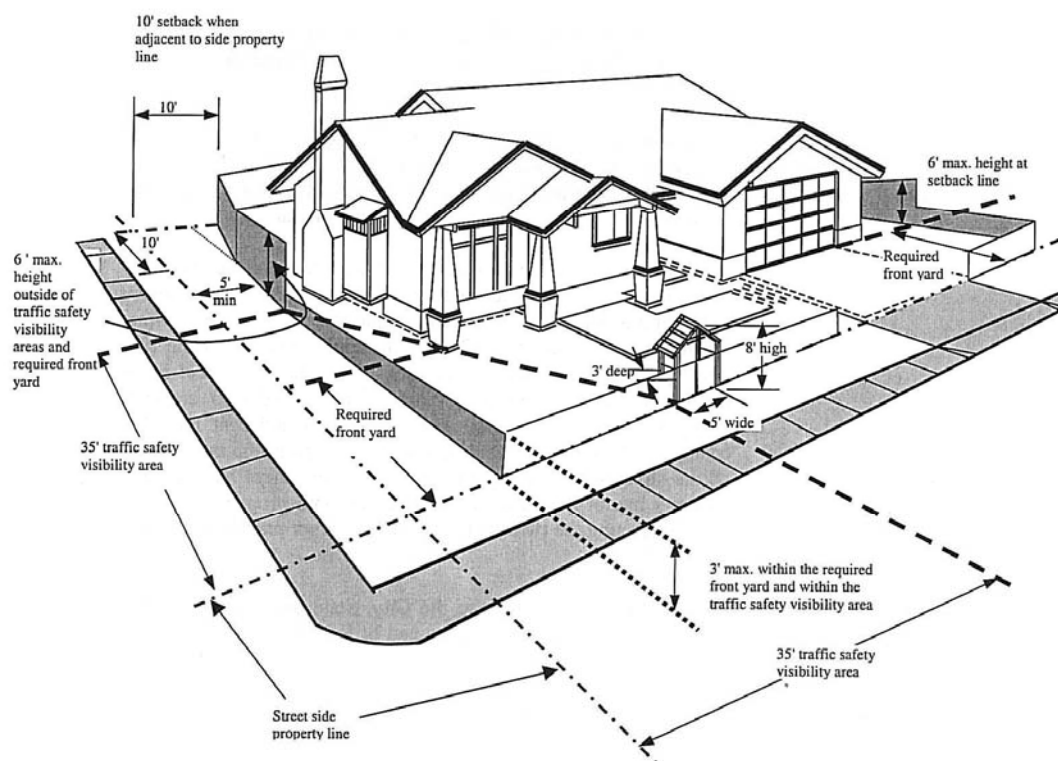 10' setback when
adjacent to side property
line
10'
6' max. height at
setback line
10'
6 ' max.
height
outside of
traffic safety
visibility
areas and
required front
yard
5'
min
Required
front yard
8' high
3' deep
5' wide
Required
front yard
35' traffic safety
visibility area
3' max. within the required
front yard and within the
traffic safety visibility area
35' traffic safety
visibility area
Street side
property line